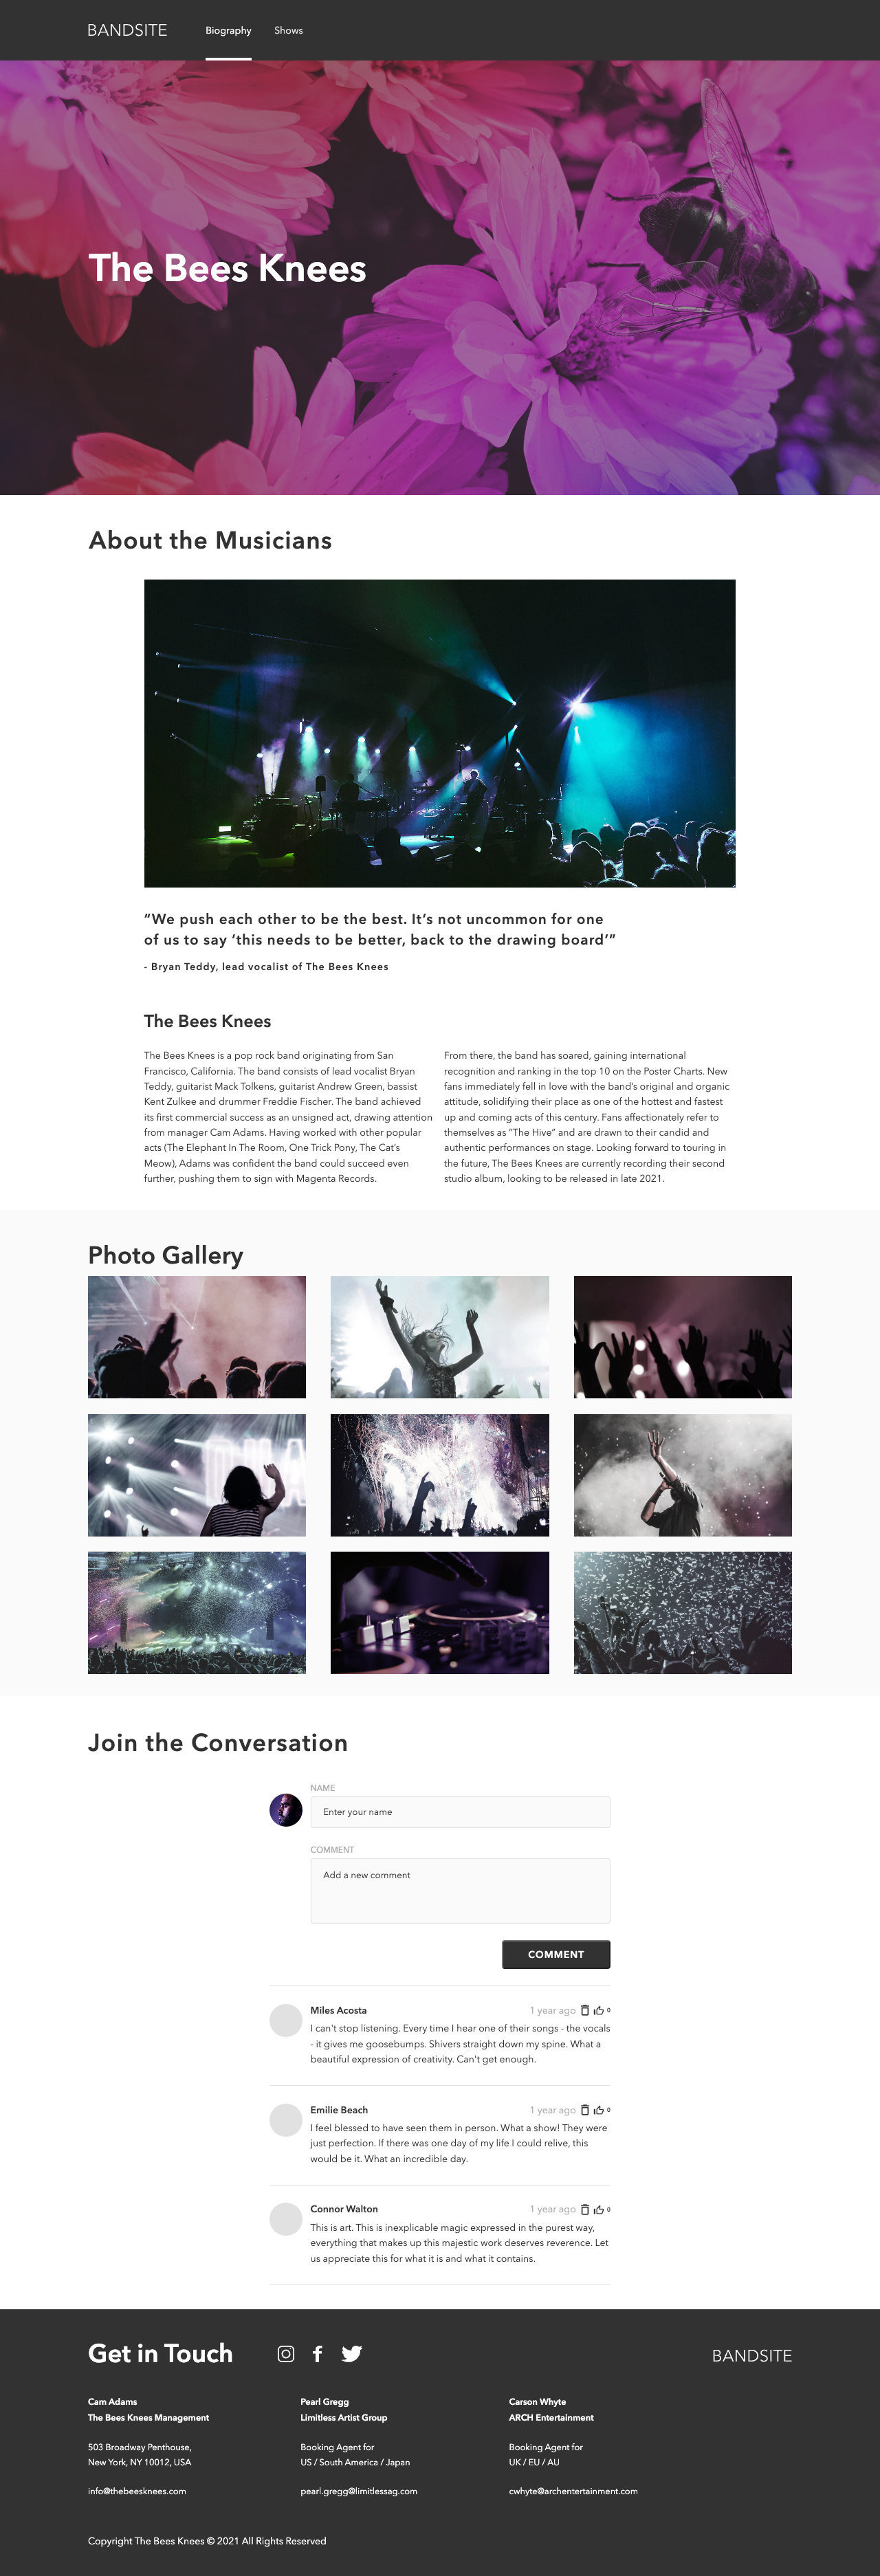 BANDSITE
Biography
Shows
The Bees Knees
About the Musicians
“We push each other to be the best. It’s not uncommon for one
of us to say ‘this needs to be better, back to the drawing board’”
- Bryan Teddy, lead vocalist of The Bees Knees
The Bees Knees
The Bees Knees is a pop rock band originating from San
Francisco, California. The band consists of lead vocalist Bryan
Teddy, guitarist Mack Tolkens, guitarist Andrew Green, bassist
Kent Zulkee and drummer Freddie Fischer. The band achieved
its first commercial success as an unsigned act, drawing attention
from manager Cam Adams. Having worked with other popular
acts (The Elephant In The Room, One Trick Pony, The Cat’s
Meow), Adams was confident the band could succeed even
further, pushing them to sign with Magenta Records.
From there, the band has soared, gaining international
recognition and ranking in the top 10 on the Poster Charts. New
fans immediately fell in love with the band’s original and organic
attitude, solidifying their place as one of the hottest and fastest
up and coming acts of this century. Fans affectionately refer to
themselves as “The Hive” and are drawn to their candid and
authentic performances on stage. Looking forward to touring in
the future, The Bees Knees are currently recording their second
studio album, looking to be released in late 2021.
Photo Gallery
Join the Conversation
NAME
Enter your name
COMMENT
Add a new comment
COMMENT
Miles Acosta
1 year ago 0
I can't stop listening. Every time I hear one of their songs - the vocals
- it gives me goosebumps. Shivers straight down my spine. What a
beautiful expression of creativity. Can't get enough.
Emilie Beach
1 year ago 0
I feel blessed to have seen them in person. What a show! They were
just perfection. If there was one day of my life I could relive, this
would be it. What an incredible day.
Connor Walton
1 year ago 0
This is art. This is inexplicable magic expressed in the purest way,
everything that makes up this majestic work deserves reverence. Let
us appreciate this for what it is and what it contains.
Get in Touch
BANDSITE
Cam Adams
The Bees Knees Management
503 Broadway Penthouse,
New York, NY 10012, USA
info@thebeesknees.com
Pearl Gregg
Limitless Artist Group
Booking Agent for
US / South America / Japan
pearl.gregg@limitlessag.com
Carson Whyte
ARCH Entertainment
Booking Agent for
UK / EU / AU
cwhyte@archentertainment.com
Copyright The Bees Knees © 2021 All Rights Reserved